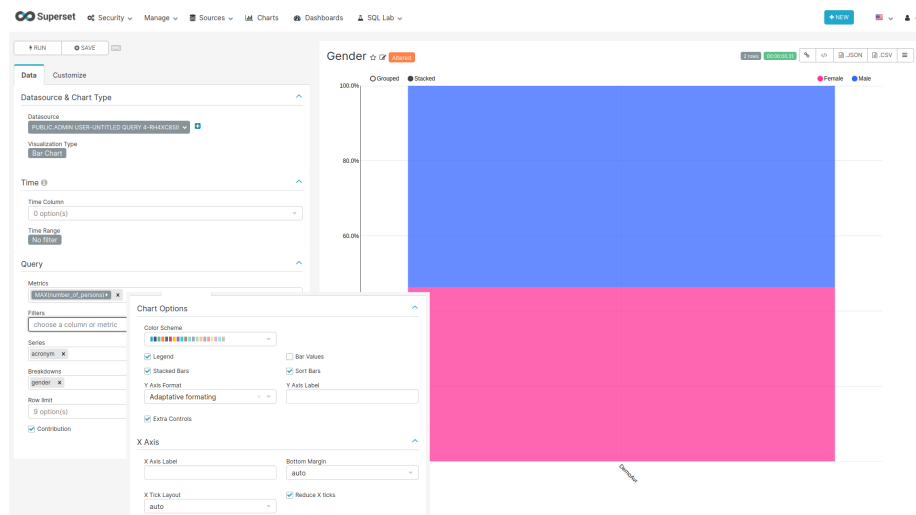 Superset
Security
Manage
Sources
Charts
Dashboards
SQL Lab
+ NEW
RUN
SAVE
Gender
Altered
2 rows
00:00:00.31
.JSON
.CSV
Data
Customize
Grouped
Stacked
Female
Male
Datasource & Chart Type
Datasource
Visualization Type
Bar Chart
Time
Time Column
0 option(s)
Time Range
No filter
Query
Metrics
MAX(number_of_persons)
Filters
choose a column or metric
Series
acronym
Breakdowns
gender
Row limit
9 option(s)
Contribution
Chart Options
Color Scheme
Legend
Bar Values
Stacked Bars
Sort Bars
Y Axis Format
Adaptative formating
Y Axis Label
Extra Controls
X Axis
X Axis Label
Bottom Margin
auto
X Tick Layout
auto
Reduce X ticks
100.0%
80.0%
60.0%